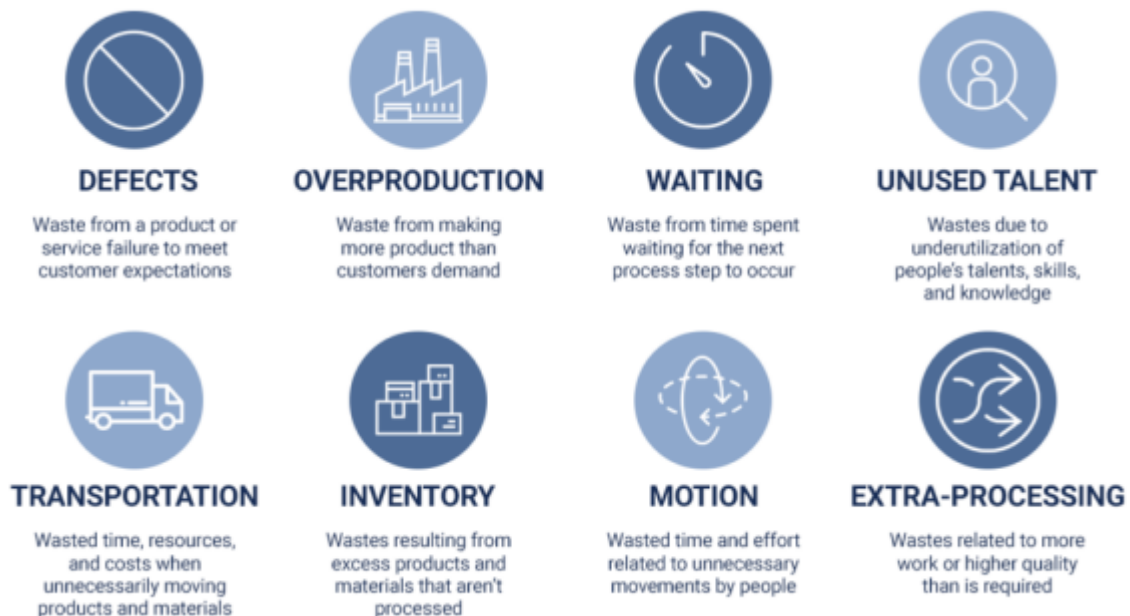 DEFECTS
Waste from a product or
service failure to meet
customer expectations
OVERPRODUCTION
Waste from making
more product than
customers demand
WAITING
Waste from time spent
waiting for the next
process step to occur
UNUSED TALENT
Wastes due to
underutilization of
people's talents, skills,
and knowledge
TRANSPORTATION
Wasted time, resources,
and costs when
unnecessarily moving
products and materials
INVENTORY
Wastes resulting from
excess products and
materials that aren't
processed
MOTION
Wasted time and effort
related to unnecessary
movements by people
EXTRA-PROCESSING
Wastes related to more
work or higher quality
than is required